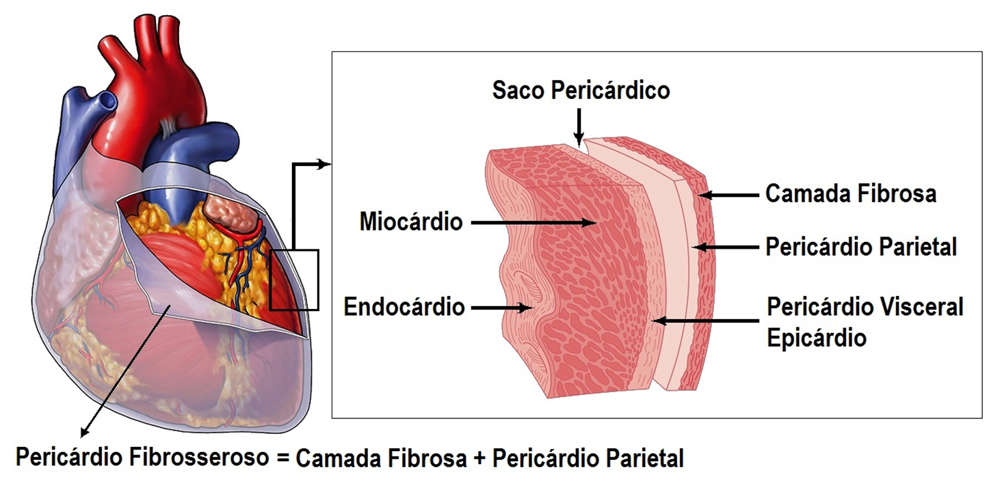 Saco Pericárdico
Camada Fibrosa
Miocárdio
Pericárdio Parietal
Endocárdio
Pericárdio Visceral
Epicárdio
Pericárdio Fibrosseroso = Camada Fibrosa + Pericárdio Parietal